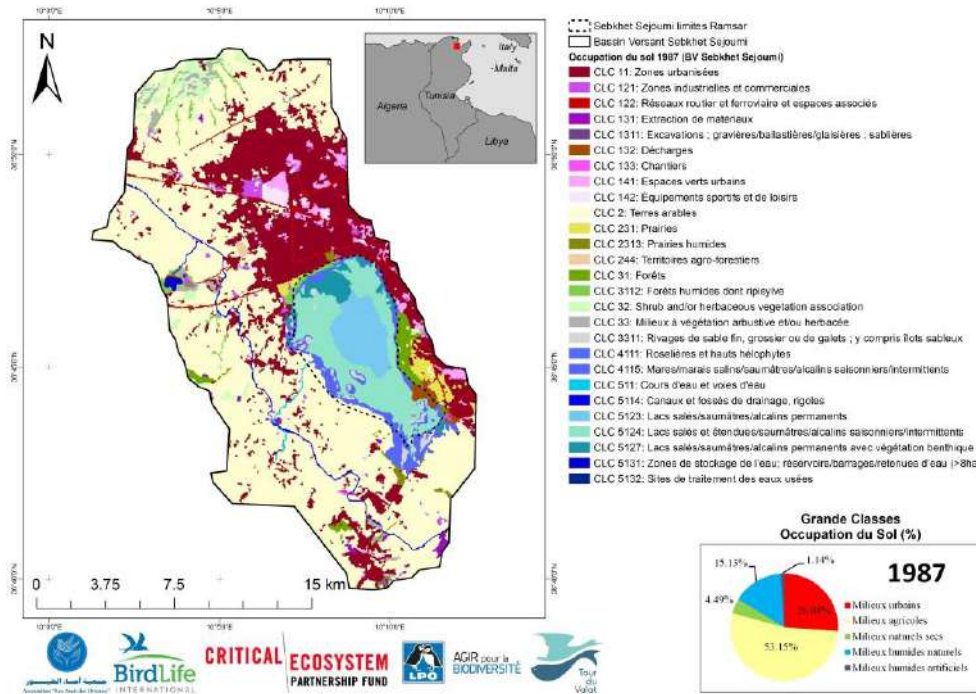 Sebkhet Sejoumi limites Ramsar
Bassin Versant Sebkhet Sejoumi
Occupation du sol 1987 (BV Sebkhet Sejoumi)
CLC 11: Zones urbanisées
CLC 121: Zones industrielles et commerciales
CLC 122: Réseaux routier et ferroviaire et espaces associés
CLC 131: Extraction de matériaux
CLC 1311: Excavations ; gravières/ballastières/glaisières ; sablières
CLC 132: Décharges
CLC 133: Chantiers
CLC 141: Espaces verts urbains
CLC 142: Equipements sportifs et de loisirs
CLC 2: Terres arables
CLC 231: Prairies
CLC 2313: Prairies humides
CLC 244: Territoires agro-forestiers
CLC 31: Forêts
CLC 3112: Forêts humides dont ripisylve
CLC 32: Shrub and/or herbaceous vegetation association
CLC 33: Milieux à végétation arbustive et/ou herbacée
CLC 3311: Rivages de sable fin, grossier ou de galets ; y compris îlots sableux
CLC 4111: Roselières et hauts hélophytes
CLC 4115: Mares/marais salins/saumâtres/alcalins saisonniers/intermittents
CLC 511: Cours d'eau et voies d'eau
CLC 5114: Canaux et fossés de drainage, rigoles
CLC 5123: Lacs salés/saumâtres/alcalins permanents
CLC 5124: Lacs salés et étendues/saumâtres/alcalins saisonniers/intermittents
CLC 5127: Lacs salés/saumâtres/alcalins permanents avec végétation benthique
CLC 5131: Zones de stockage de l'eau; réservoirs/barrages/retenues d'eau (>8ha
CLC 5132: Sites de traitement des eaux usées
N
Italy
Malta
Algeria
Tunisia
Libya
0 3.75 7.5 15 km
Grande Classes
Occupation du Sol (%)
1987
1.14%
15.13%
4.49%
53.15%
Milieux urbains
Milieux agricoles
Milieux naturels secs
Milieux humides naturels
Milieux humides artificiels
BirdLife
INTERNATIONAL
CRITICAL ECOSYSTEM
PARTNERSHIP FUND
LPO
AGIR pour la
BIODIVERSITÉ
Tour
du
Valat